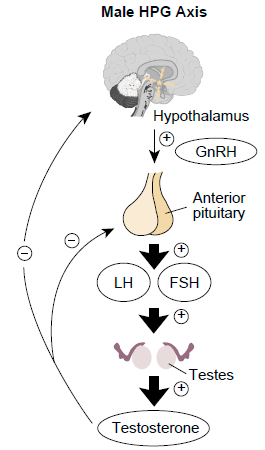 Male HPG Axis
Hypothalamus
+
GnRH
Anterior
pituitary
−
−
+
LH
FSH
+
Testes
+
Testosterone